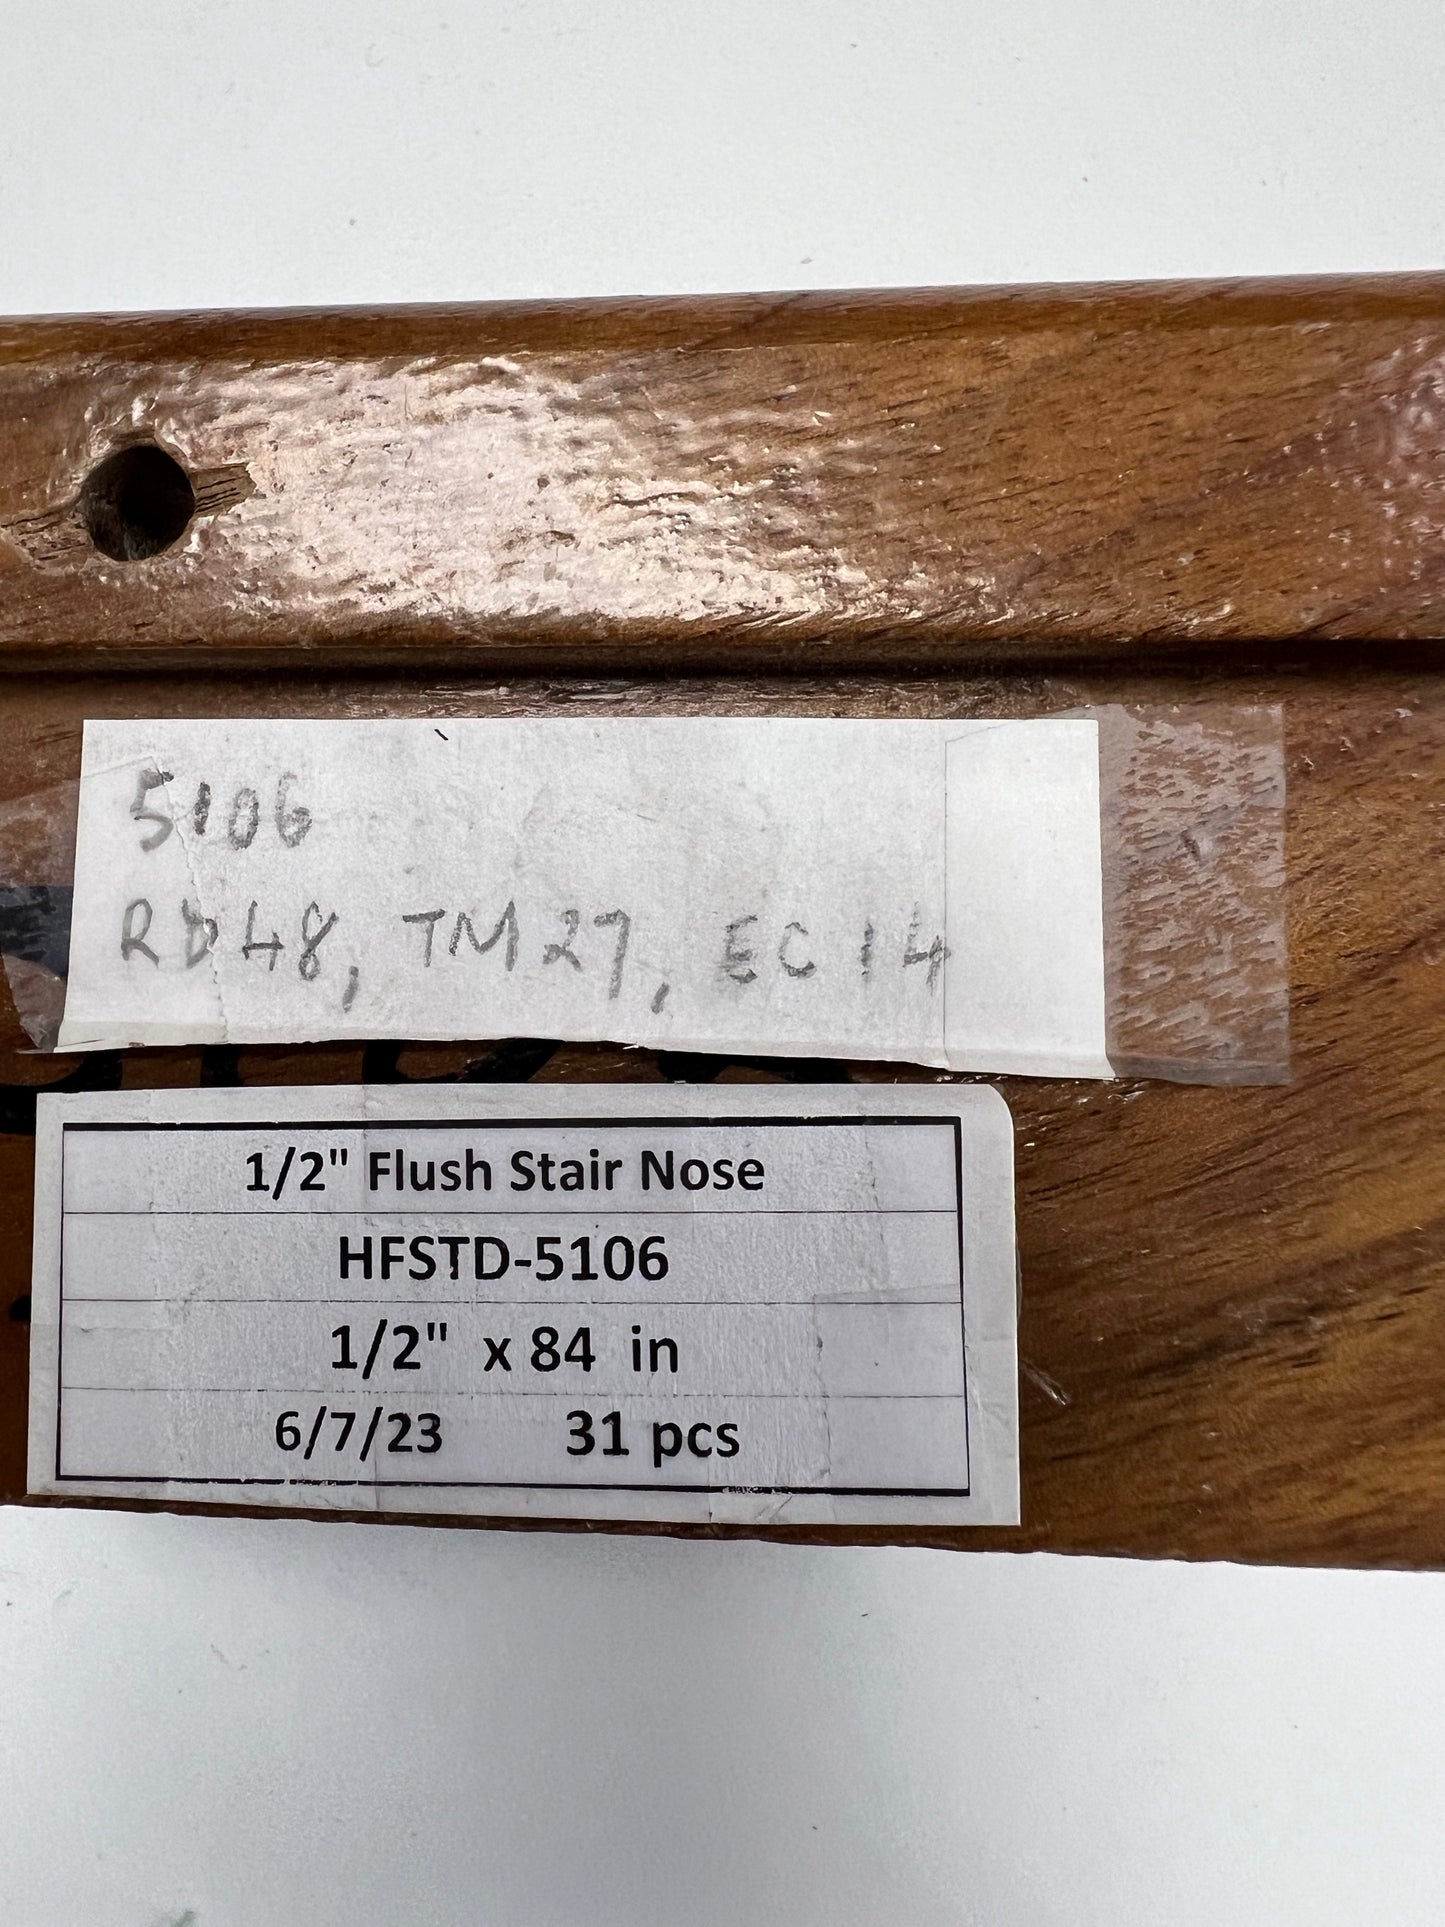 5106
RD48, TM27, EC14
1/2" Flush Stair Nose
HFSTD-5106
1/2" x 84 in
6/7/23 31 pcs